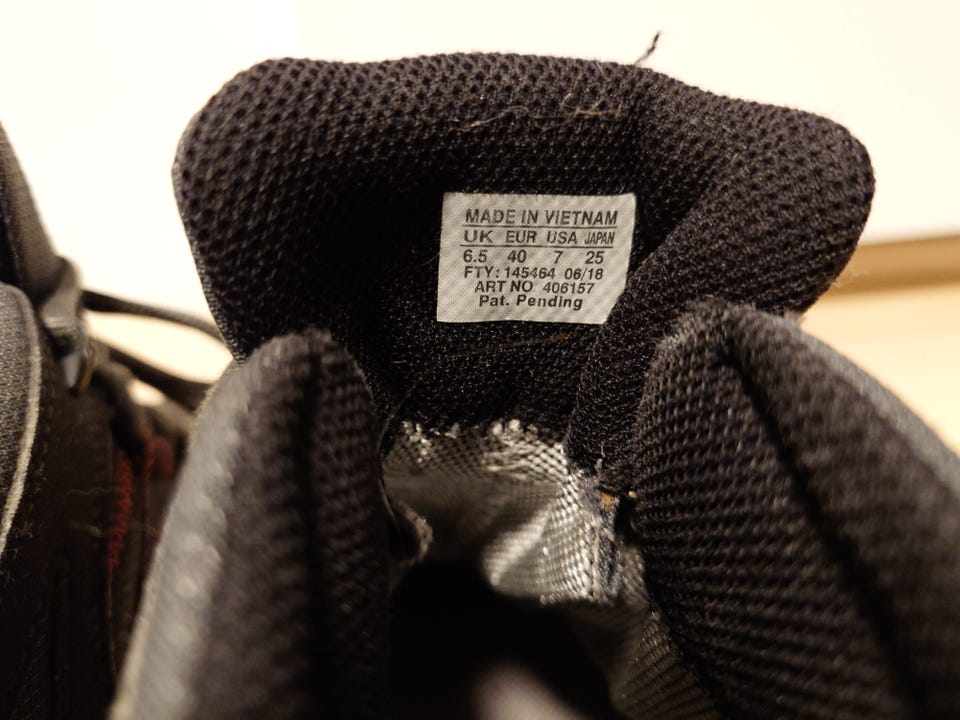 MADE IN VIETNAM
UK EUR USA JAPAN
6.5 40 7 25
FTY: 145464 06/18
ART NO 406157
Pat. Pending